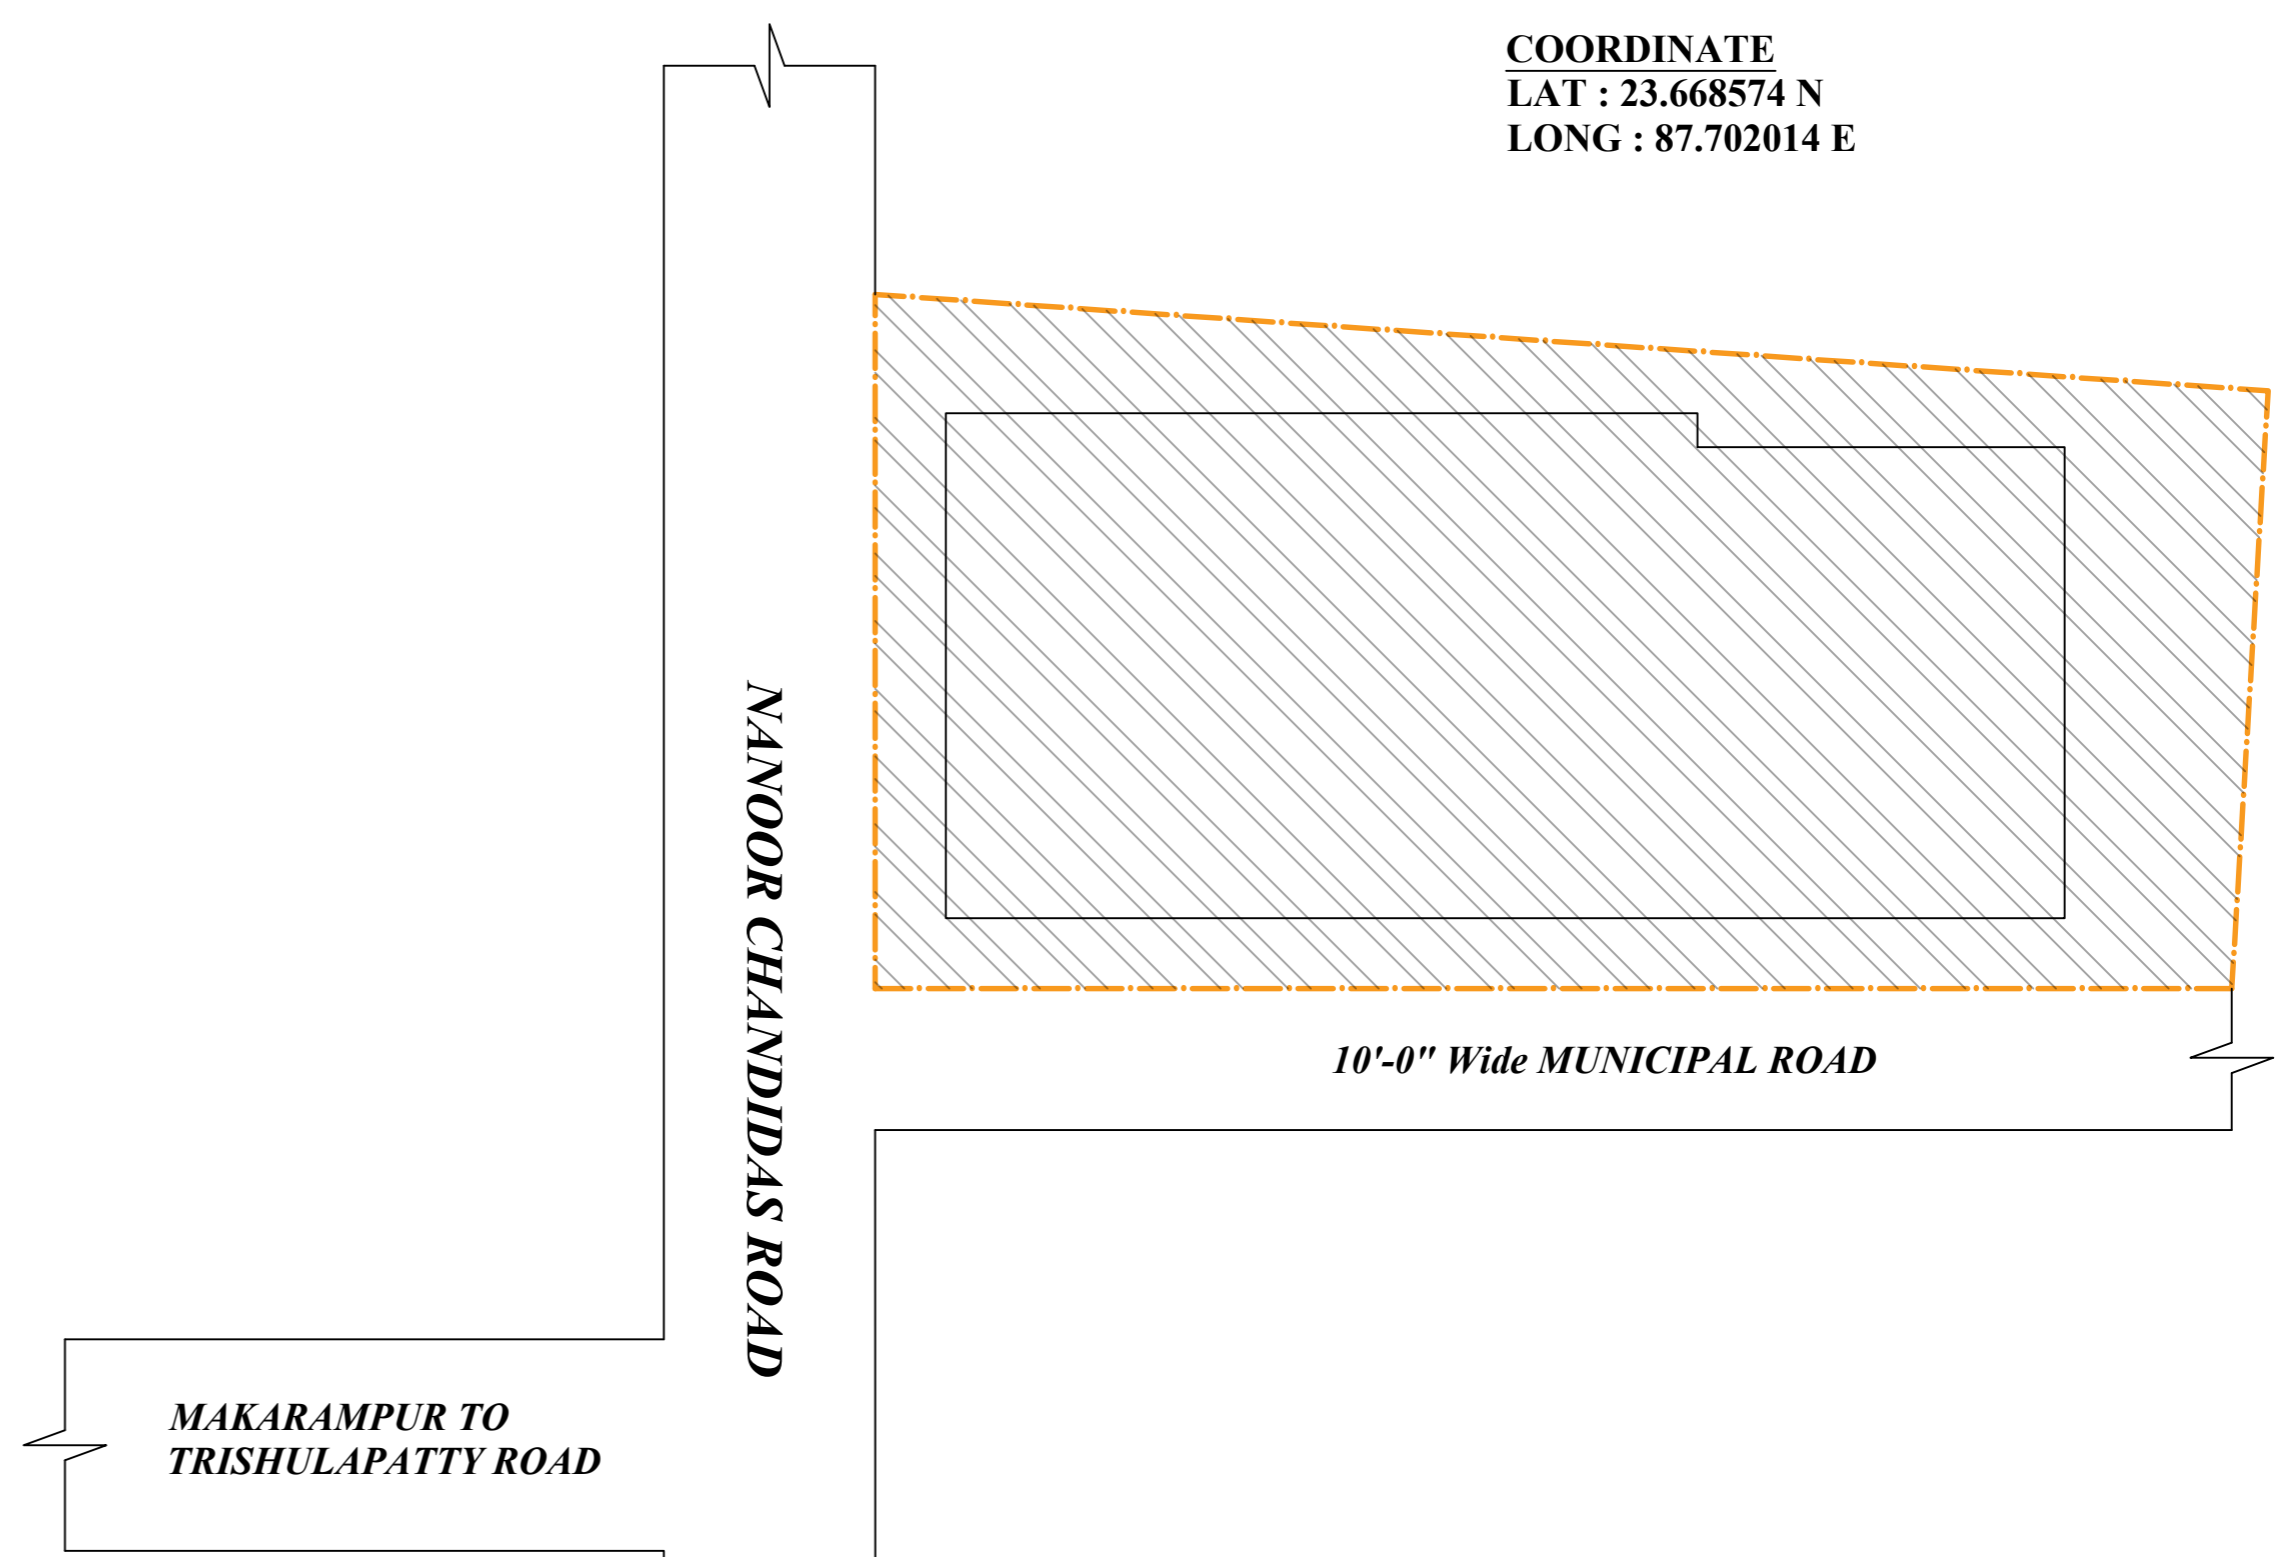 COORDINATE
LAT : 23.668574 N
LONG : 87.702014 E
NANOOR CHANDIDAS ROAD
10'-0" Wide MUNICIPAL ROAD
MAKARAMPUR TO
TRISHULAPATTY ROAD